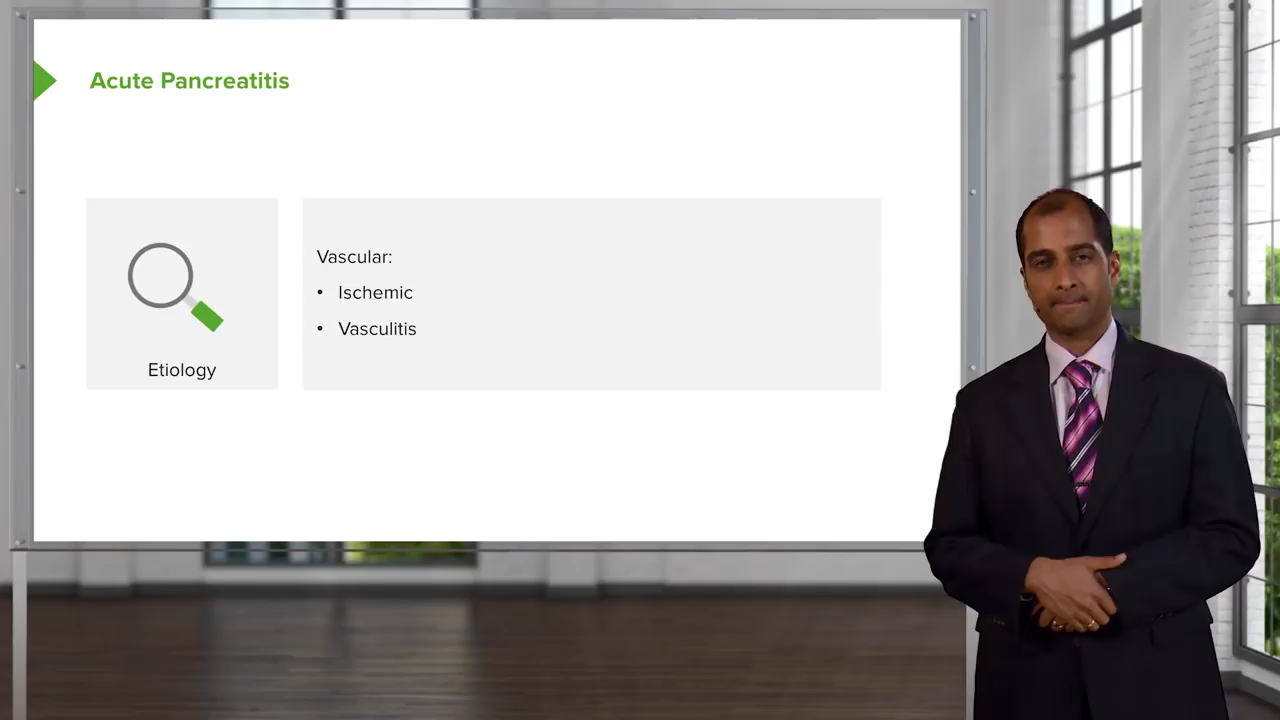 Acute Pancreatitis
Etiology
Vascular:
• Ischemic
• Vasculitis